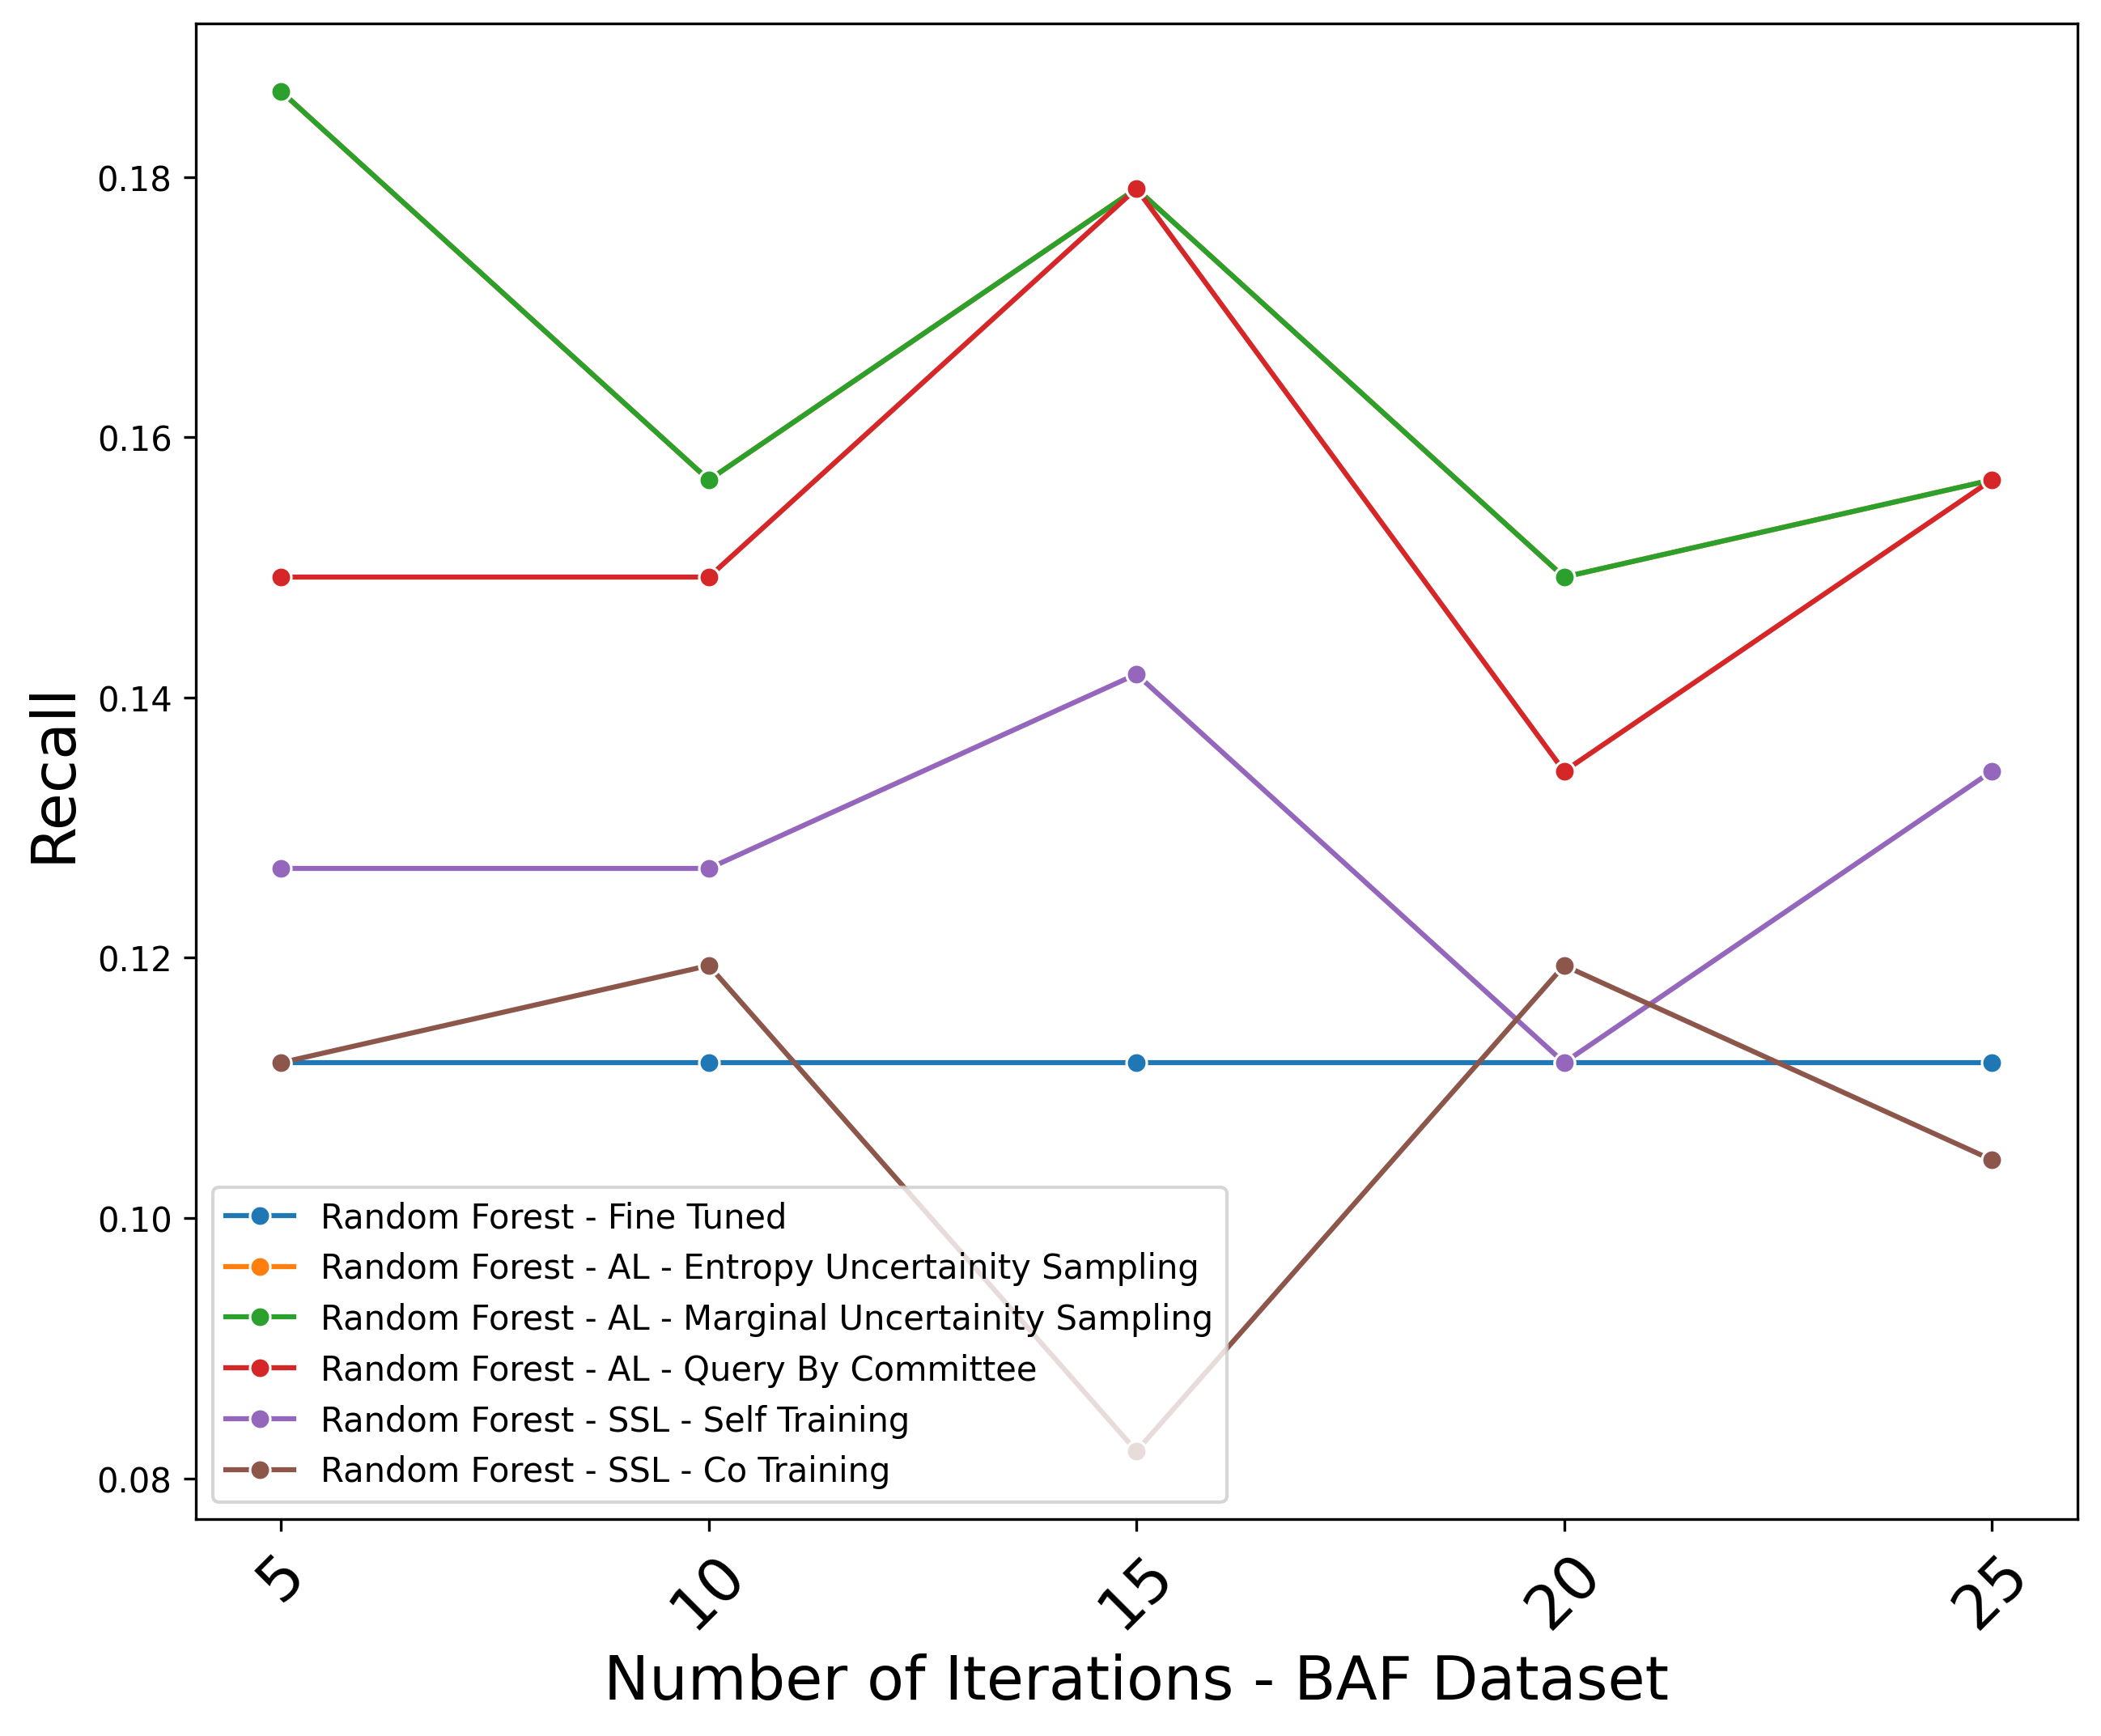 0.18
0.16
0.14
0.12
0.10
0.08
Recall
Random Forest - Fine Tuned
Random Forest - AL - Entropy Uncertainity Sampling
Random Forest - AL - Marginal Uncertainity Sampling
Random Forest - AL - Query By Committee
Random Forest - SSL - Self Training
Random Forest - SSL - Co Training
5
10
15
20
25
Number of Iterations - BAF Dataset